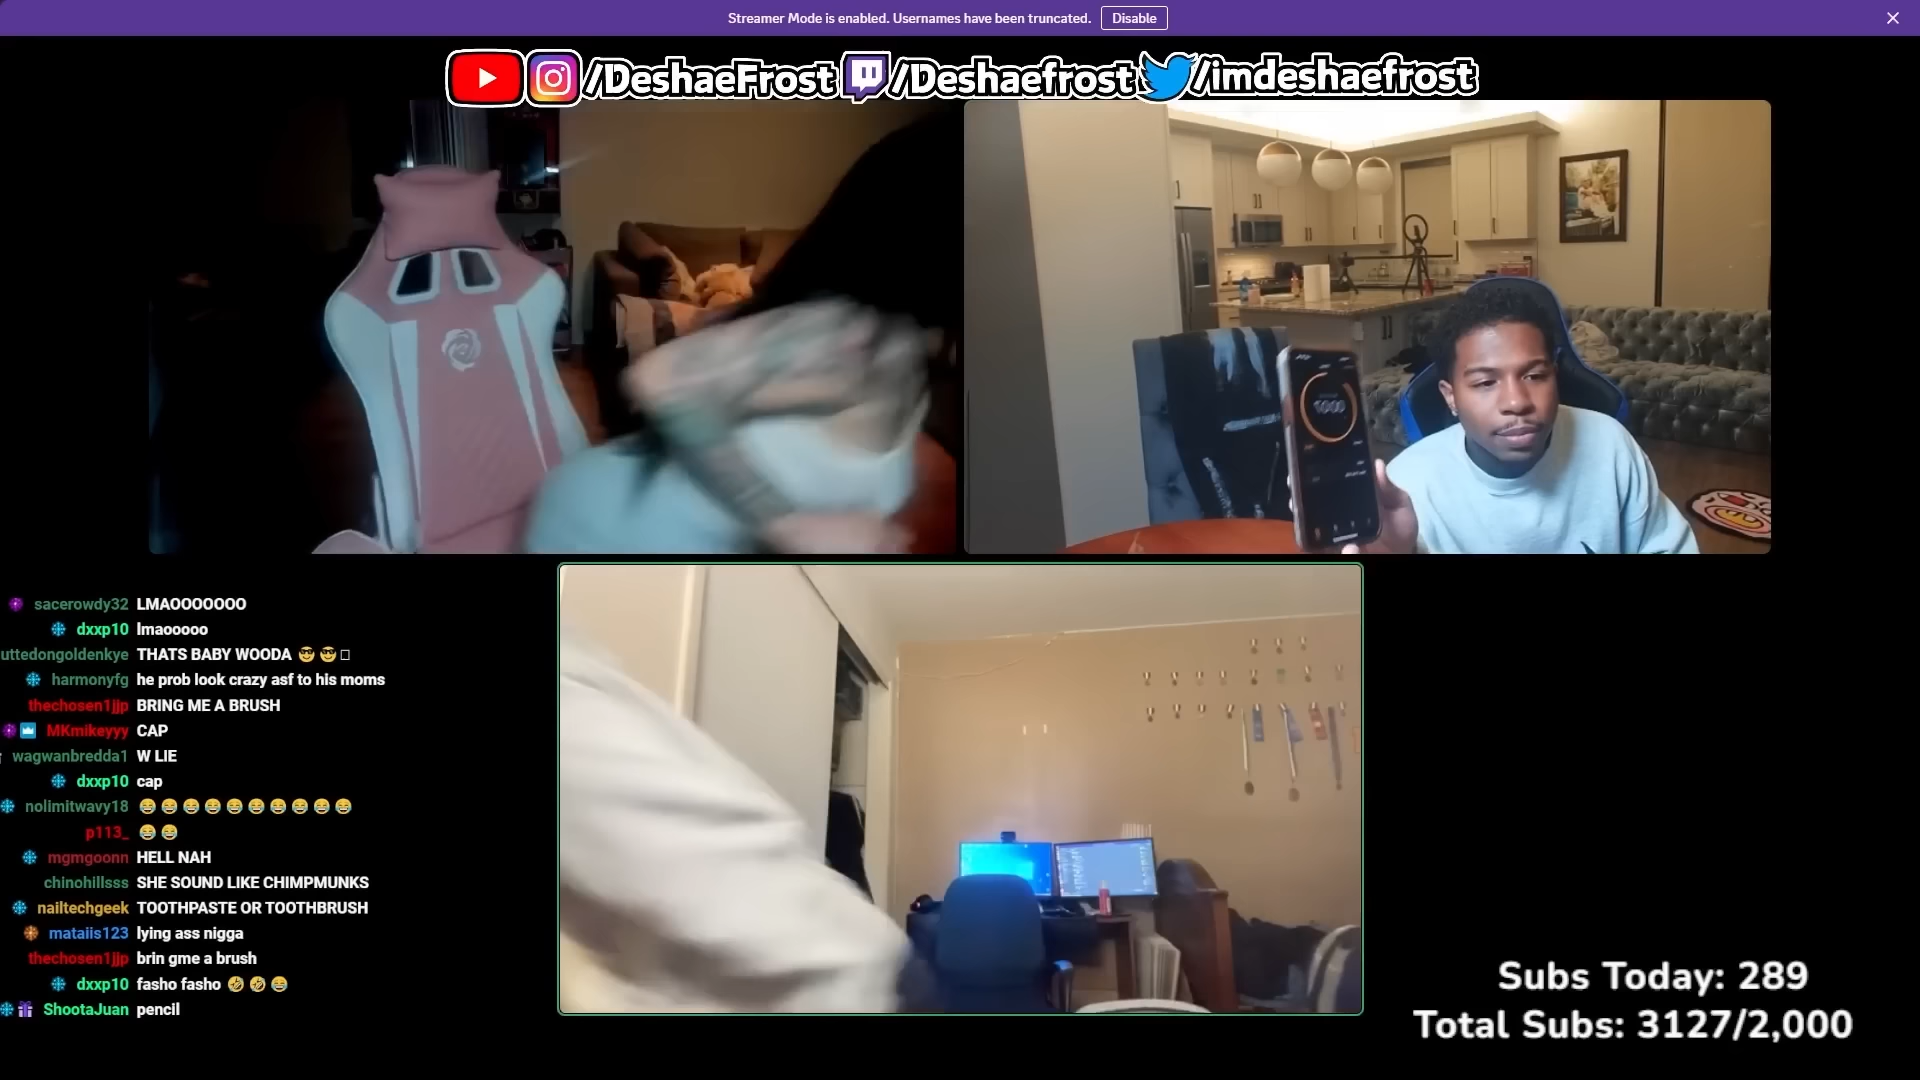 Streamer Mode is enabled. Usernames have been truncated. Disable
/DeshaeFrost /Deshaefrost /imdeshaefrost
sacerowdy32 LMAOOOOOOO
dxxp10 lmaooooo
uttedongoldenkye THATS BABY WOODA 😎 😎
harmonyfg he prob look crazy asf to his moms
thechosen1jjp BRING ME A BRUSH
MKmikeyyy CAP
wagwanbredda1 W LIE
dxxp10 cap
nolimitwavy18 😂 😂 😂 😂 😂 😂 😂 😂 😂 😂
p113_ 😂 😂
mgmgoonn HELL NAH
chinohillsss SHE SOUND LIKE CHIMPMUNKS
nailtechgeek TOOTHPASTE OR TOOTHBRUSH
mataiis123 lying ass nigga
thechosen1jjp brin gme a brush
dxxp10 fasho fasho 🤣 🤣 😂
ShootaJuan pencil
Subs Today: 289
Total Subs: 3127/2,000